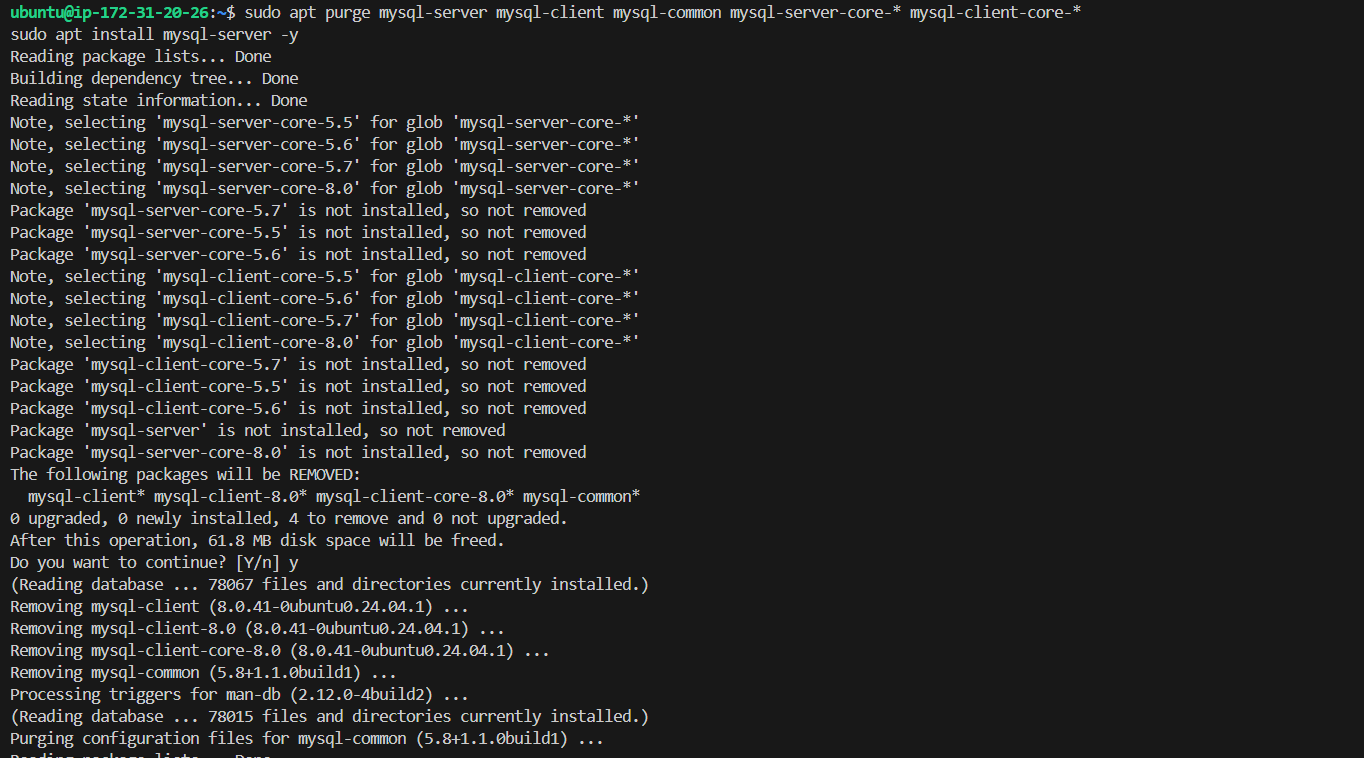 ubuntu@ip-172-31-20-26:~$ sudo apt purge mysql-server mysql-client mysql-common mysql-server-core-* mysql-client-core-*
sudo apt install mysql-server -y
Reading package lists... Done
Building dependency tree... Done
Reading state information... Done
Note, selecting 'mysql-server-core-5.5' for glob 'mysql-server-core-*'
Note, selecting 'mysql-server-core-5.6' for glob 'mysql-server-core-*'
Note, selecting 'mysql-server-core-5.7' for glob 'mysql-server-core-*'
Note, selecting 'mysql-server-core-8.0' for glob 'mysql-server-core-*'
Package 'mysql-server-core-5.7' is not installed, so not removed
Package 'mysql-server-core-5.5' is not installed, so not removed
Package 'mysql-server-core-5.6' is not installed, so not removed
Note, selecting 'mysql-client-core-5.5' for glob 'mysql-client-core-*'
Note, selecting 'mysql-client-core-5.6' for glob 'mysql-client-core-*'
Note, selecting 'mysql-client-core-5.7' for glob 'mysql-client-core-*'
Note, selecting 'mysql-client-core-8.0' for glob 'mysql-client-core-*'
Package 'mysql-client-core-5.7' is not installed, so not removed
Package 'mysql-client-core-5.5' is not installed, so not removed
Package 'mysql-client-core-5.6' is not installed, so not removed
Package 'mysql-server' is not installed, so not removed
Package 'mysql-server-core-8.0' is not installed, so not removed
The following packages will be REMOVED:
  mysql-client* mysql-client-8.0* mysql-client-core-8.0* mysql-common*
0 upgraded, 0 newly installed, 4 to remove and 0 not upgraded.
After this operation, 61.8 MB disk space will be freed.
Do you want to continue? [Y/n] y
(Reading database ... 78067 files and directories currently installed.)
Removing mysql-client (8.0.41-0ubuntu0.24.04.1) ...
Removing mysql-client-8.0 (8.0.41-0ubuntu0.24.04.1) ...
Removing mysql-client-core-8.0 (8.0.41-0ubuntu0.24.04.1) ...
Removing mysql-common (5.8+1.1.0build1) ...
Processing triggers for man-db (2.12.0-4build2) ...
(Reading database ... 78015 files and directories currently installed.)
Purging configuration files for mysql-common (5.8+1.1.0build1) ...
Reading package lists... Done